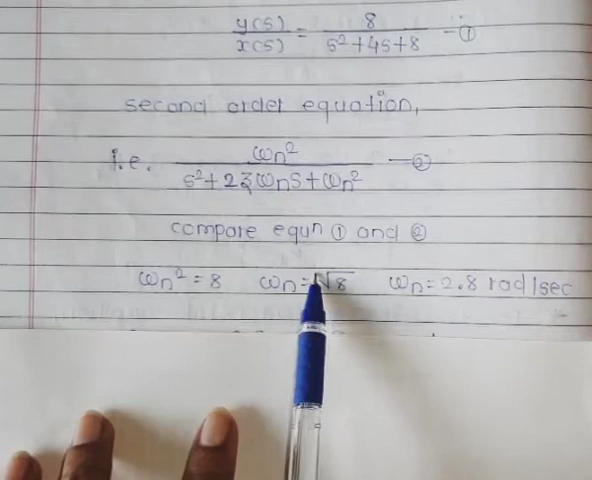 y(s)/x(s) = 8/s²+4s+8 —①
second order equation,
i.e. ωn²/s²+2ξωns+ωn² —②
compare equn ① and ②
ωn²=8 ωn=√8 ωn=2.8 rad/sec